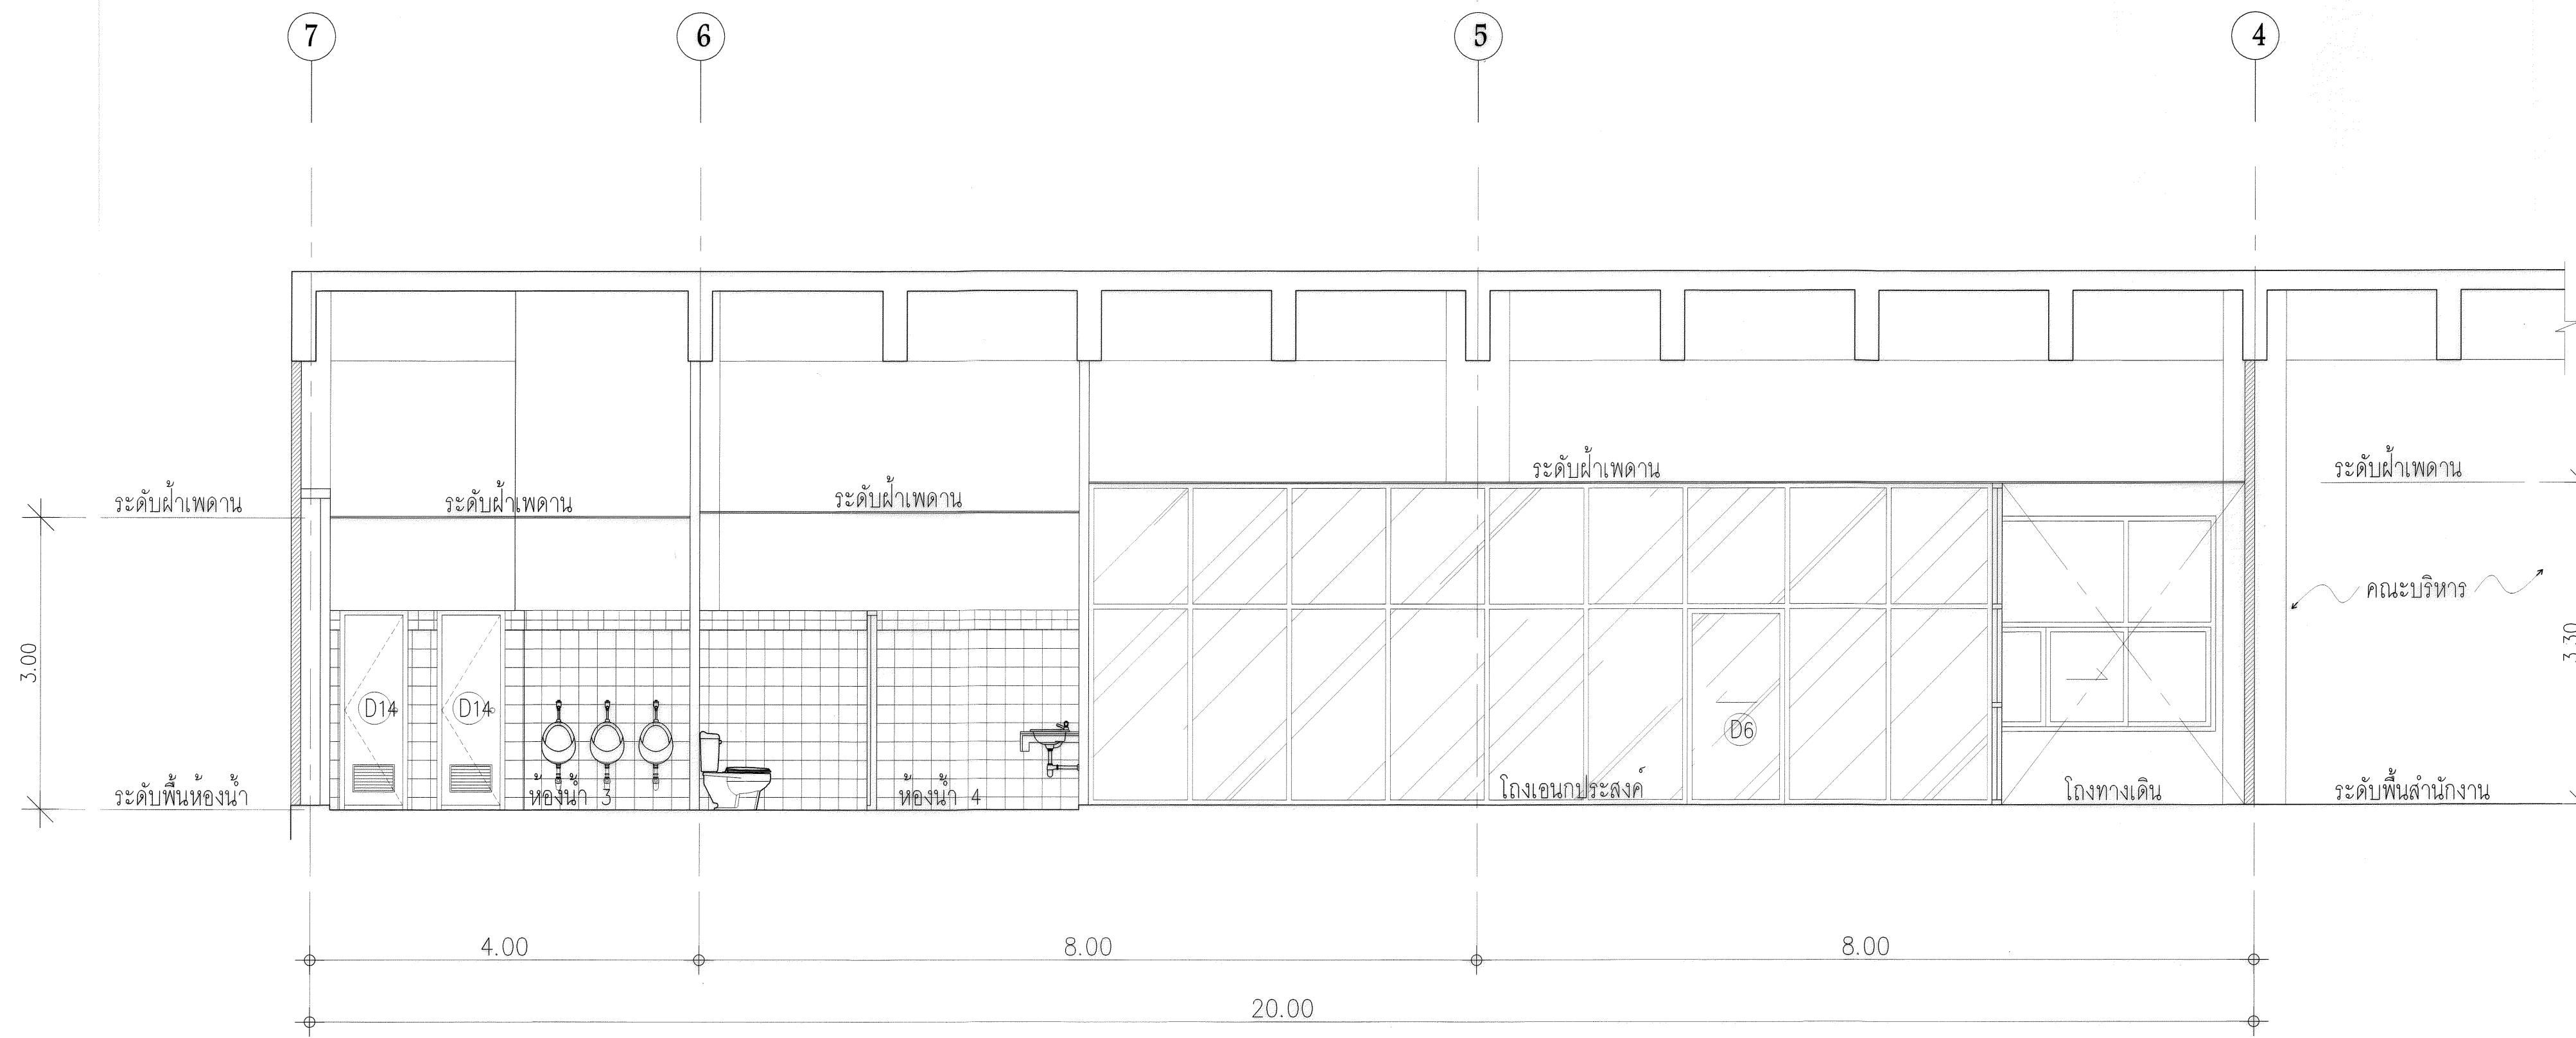 7 6 5 4
ระดับฝ้าเพดาน ระดับฝ้าเพดาน
ระดับฝ้าเพดาน ระดับฝ้าเพดาน ระดับฝ้าเพดาน
คณะบริหาร
3.00 3.30
D14 D14 D6
ระดับพื้นห้องน้ำ ห้องน้ำ 3 ห้องน้ำ 4 โถงเอนกประสงค์ โถงทางเดิน ระดับพื้นสำนักงาน
4.00 8.00 8.00
20.00